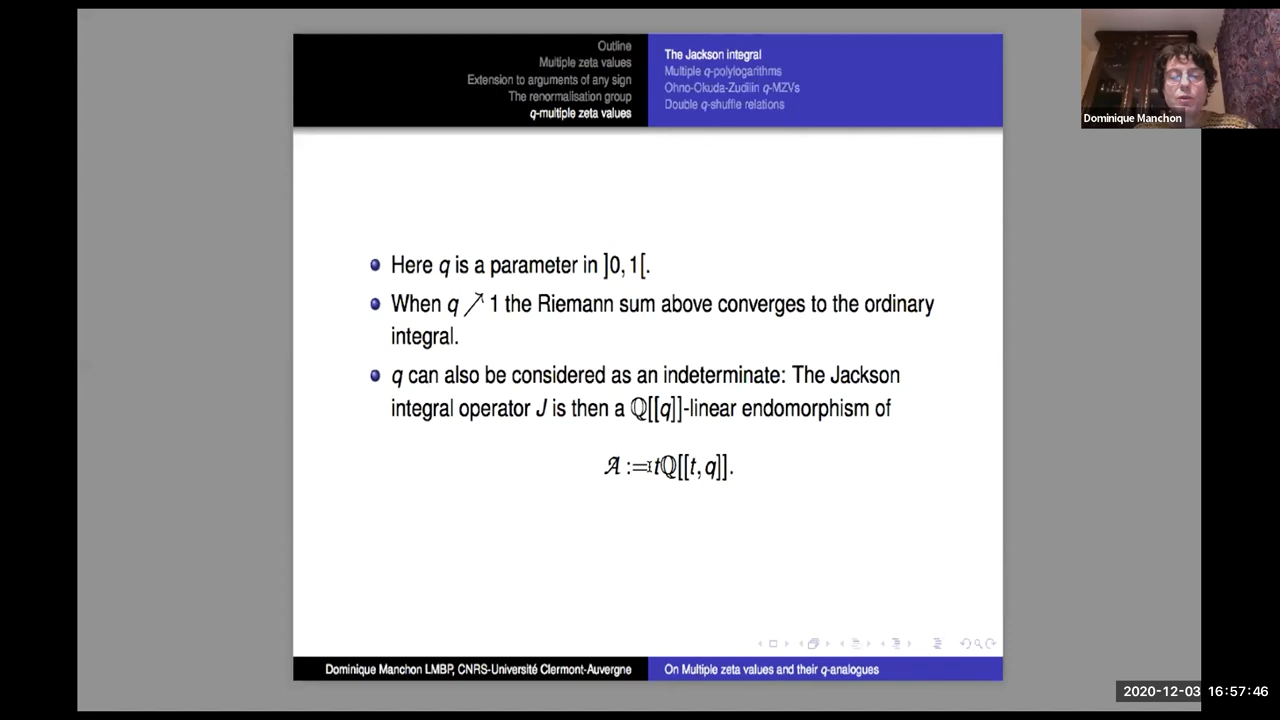 Outline
Multiple zeta values
Extension to arguments of any sign
The renormalisation group
q-multiple zeta values
The Jackson integral
Multiple q-polylogarithms
Ohno-Okuda-Zudilin q-MZVs
Double q-shuffle relations
Dominique Manchon
Here q is a parameter in ]0, 1[.
When q ↗ 1 the Riemann sum above converges to the ordinary
integral.
q can also be considered as an indeterminate: The Jackson
integral operator J is then a ℚ[[q]]-linear endomorphism of
𝒜 := tℚ[[t, q]].
Dominique Manchon LMBP, CNRS-Université Clermont-Auvergne
On Multiple zeta values and their q-analogues
2020-12-03 16:57:46